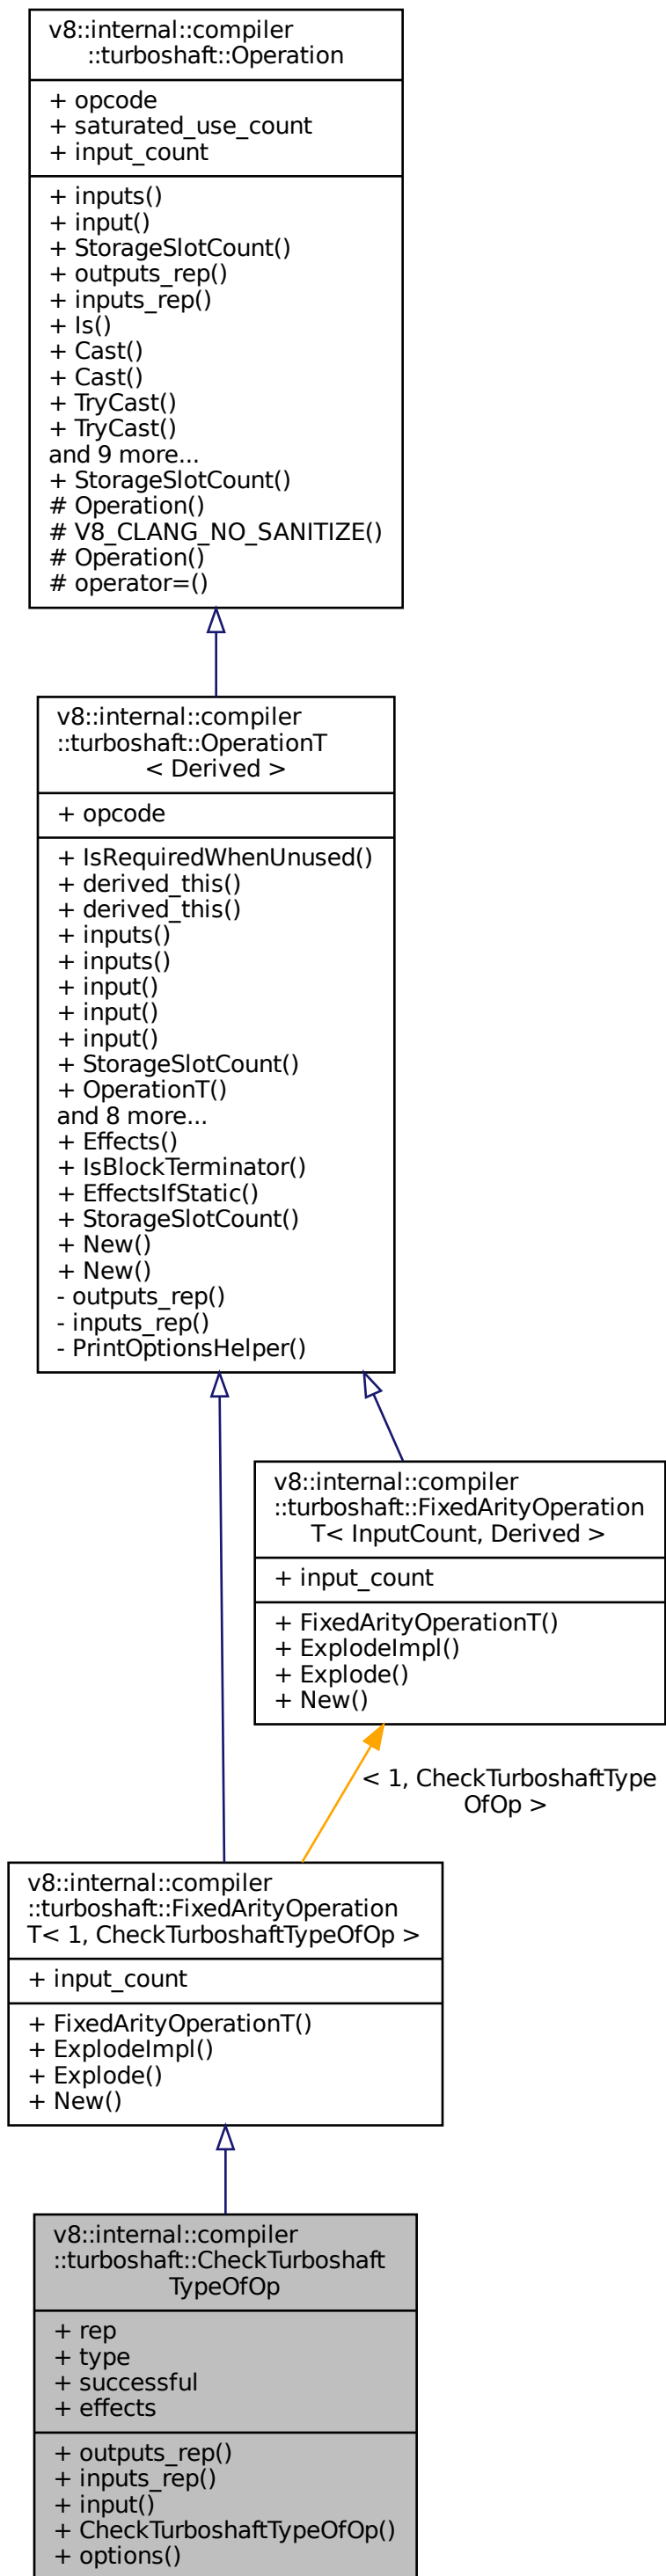 v8::internal::compiler
::turboshaft::Operation
+ opcode
+ saturated_use_count
+ input_count
+ inputs()
+ input()
+ StorageSlotCount()
+ outputs_rep()
+ inputs_rep()
+ Is()
+ Cast()
+ Cast()
+ TryCast()
+ TryCast()
and 9 more...
+ StorageSlotCount()
# Operation()
# V8_CLANG_NO_SANITIZE()
# Operation()
# operator=()
v8::internal::compiler
::turboshaft::OperationT
< Derived >
+ opcode
+ IsRequiredWhenUnused()
+ derived_this()
+ derived_this()
+ inputs()
+ inputs()
+ input()
+ input()
+ input()
+ StorageSlotCount()
+ OperationT()
and 8 more...
+ Effects()
+ IsBlockTerminator()
+ EffectsIfStatic()
+ StorageSlotCount()
+ New()
+ New()
- outputs_rep()
- inputs_rep()
- PrintOptionsHelper()
v8::internal::compiler
::turboshaft::FixedArityOperation
T< InputCount, Derived >
+ input_count
+ FixedArityOperationT()
+ ExplodeImpl()
+ Explode()
+ New()
< 1, CheckTurboshaftType
OfOp >
v8::internal::compiler
::turboshaft::FixedArityOperation
T< 1, CheckTurboshaftTypeOfOp >
+ input_count
+ FixedArityOperationT()
+ ExplodeImpl()
+ Explode()
+ New()
v8::internal::compiler
::turboshaft::CheckTurboshaft
TypeOfOp
+ rep
+ type
+ successful
+ effects
+ outputs_rep()
+ inputs_rep()
+ input()
+ CheckTurboshaftTypeOfOp()
+ options()